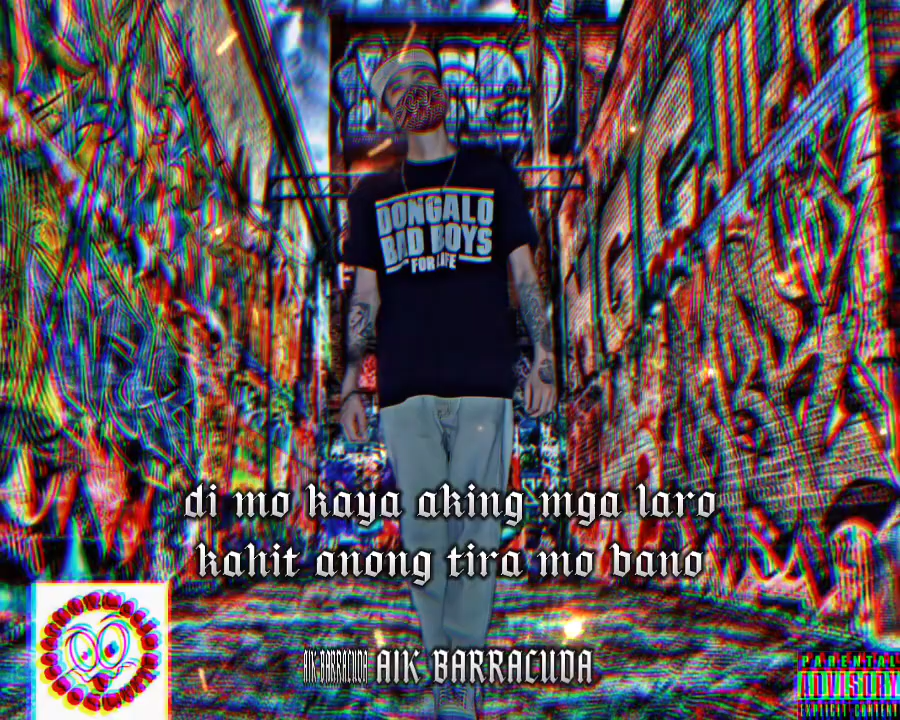 DONGALO
BAD BOYS
FOR LIFE
di mo kaya aking mga laro
kahit anong tira mo bano
AIK BARRACUDA AIK BARRACUDA
PARENTAL
ADVISORY
EXPLICIT CONTENT